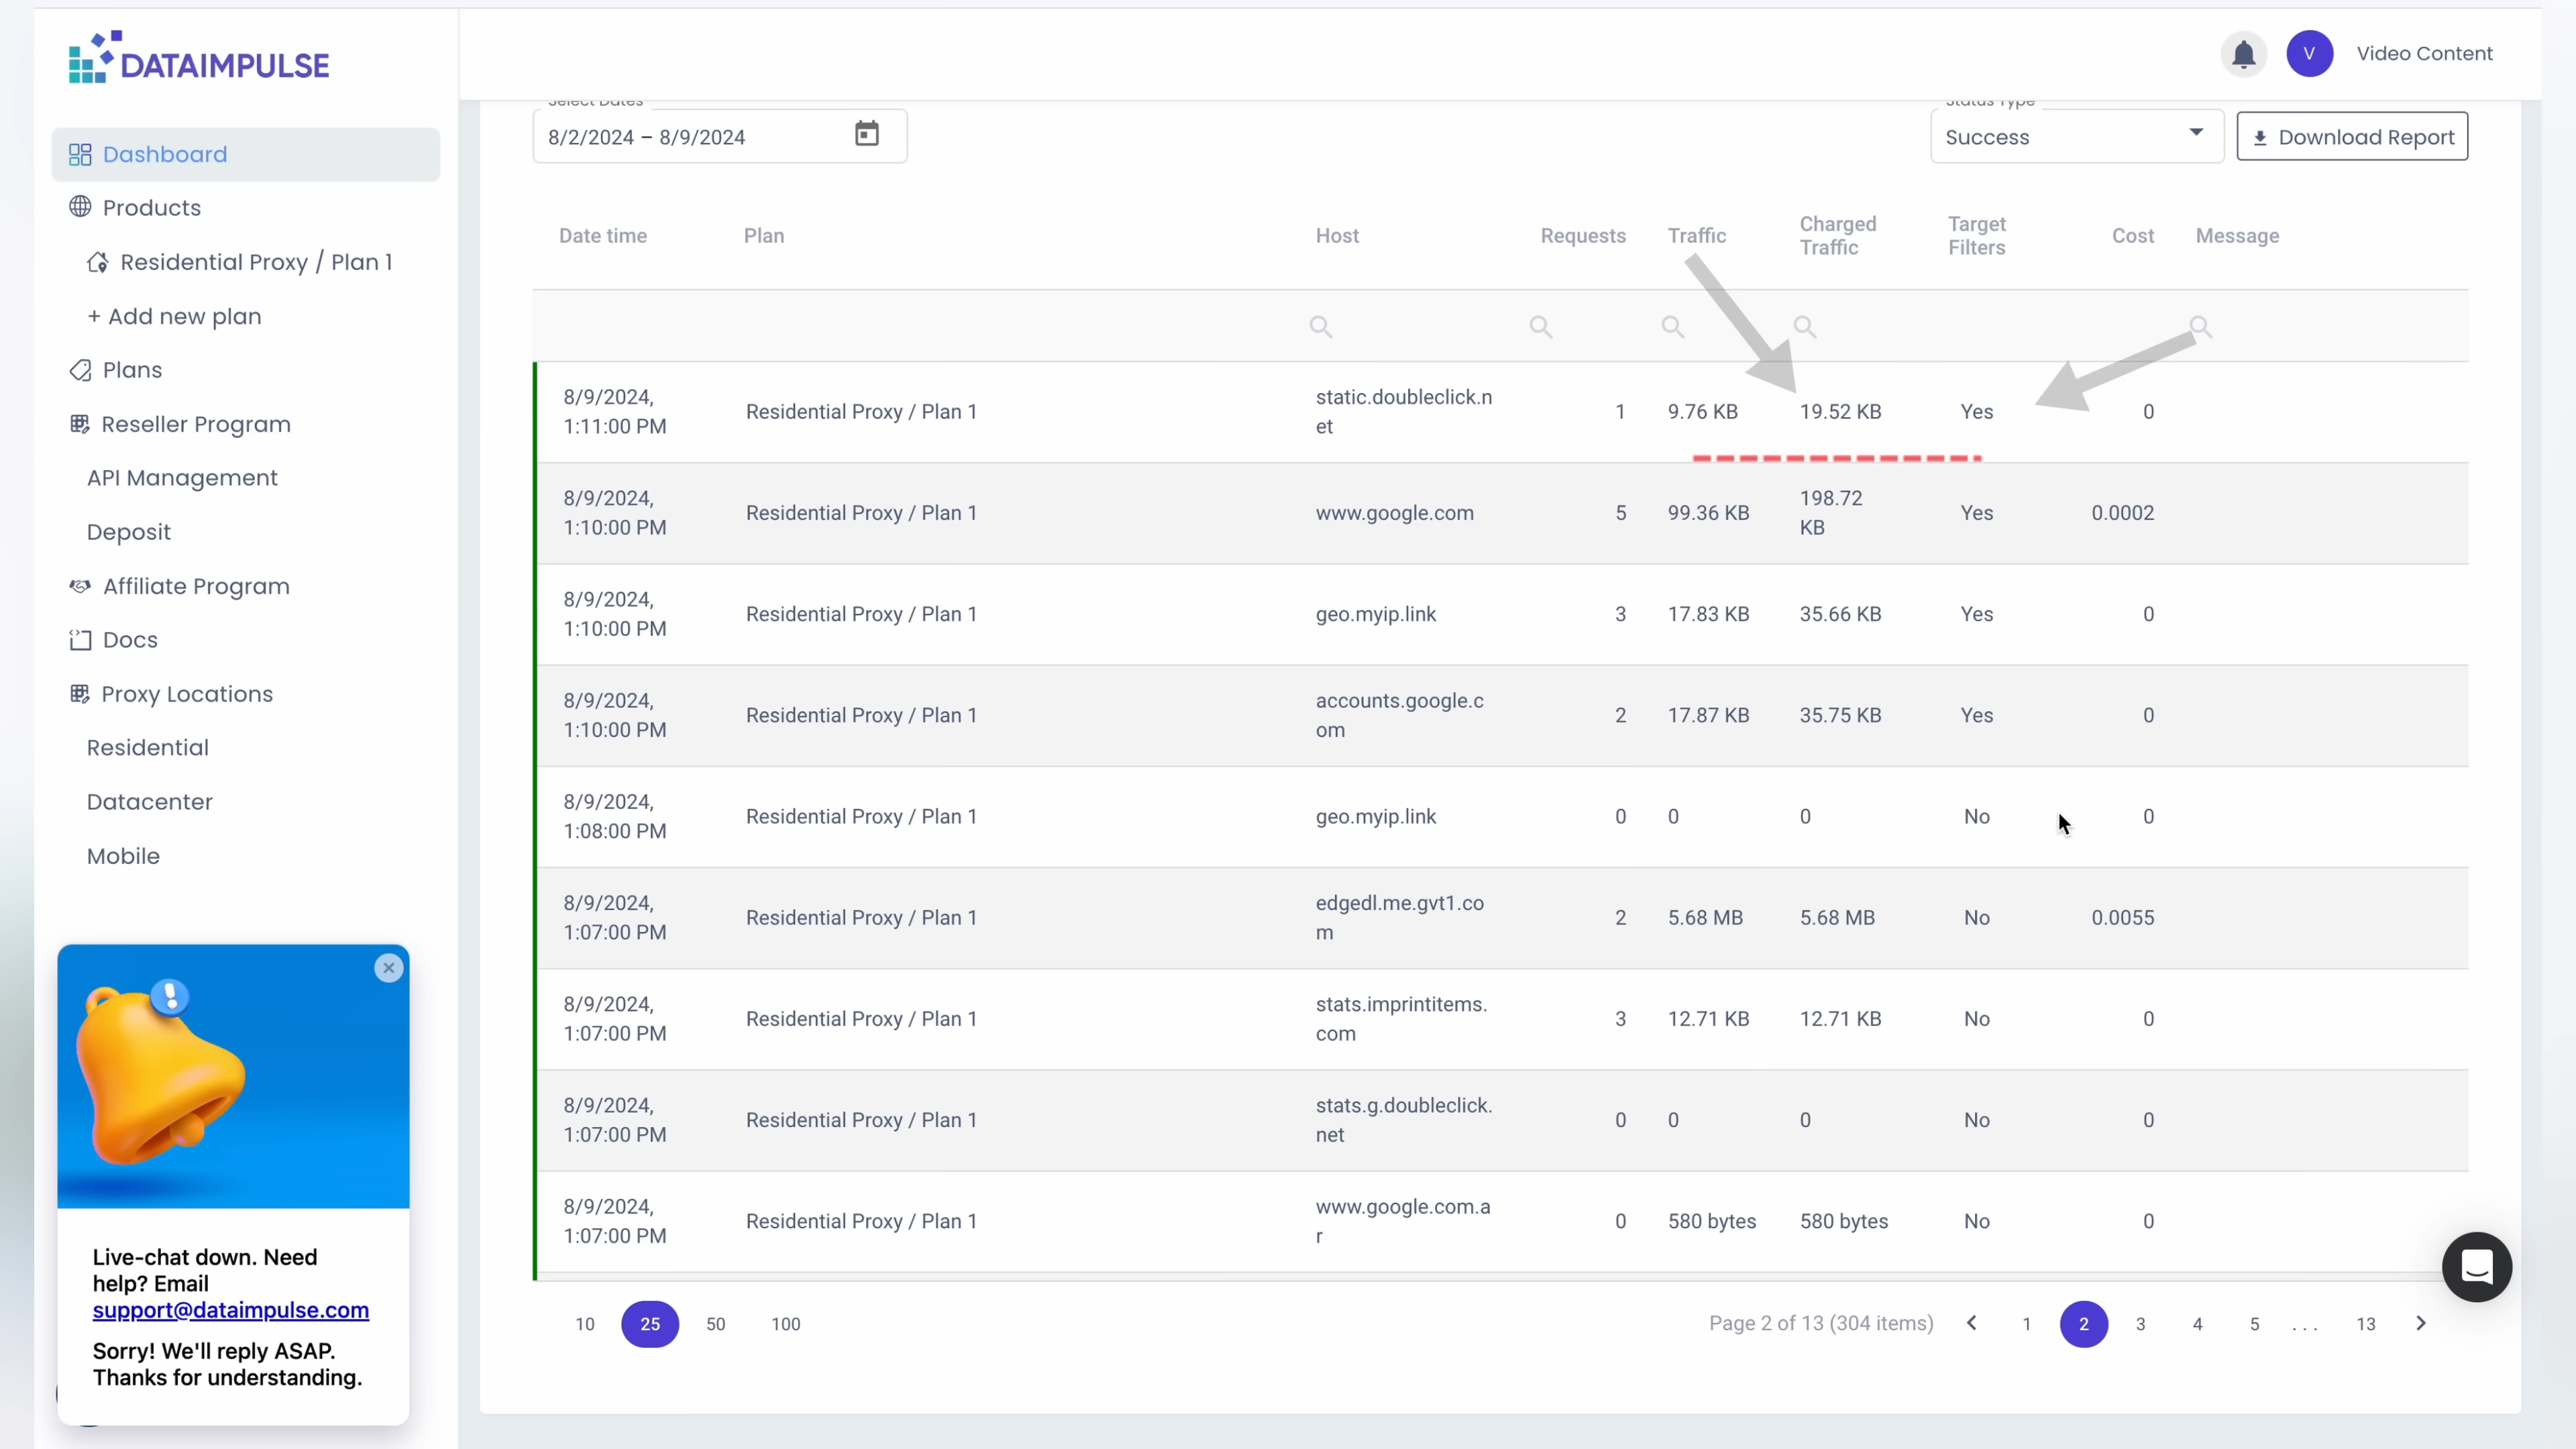 DATAIMPULSE
V
Video Content
Dashboard
Products
Residential Proxy / Plan 1
+ Add new plan
Plans
Reseller Program
API Management
Deposit
Affiliate Program
Docs
Proxy Locations
Residential
Datacenter
Mobile
Live-chat down. Need
help? Email
support@dataimpulse.com
Sorry! We'll reply ASAP.
Thanks for understanding.
Select Dates
8/2/2024 – 8/9/2024
Status Type
Success
Download Report
Date time Plan Host Requests Traffic Charged Traffic Target Filters Cost Message
8/9/2024, 1:11:00 PM Residential Proxy / Plan 1 static.doubleclick.net 1 9.76 KB 19.52 KB Yes 0
8/9/2024, 1:10:00 PM Residential Proxy / Plan 1 www.google.com 5 99.36 KB 198.72 KB Yes 0.0002
8/9/2024, 1:10:00 PM Residential Proxy / Plan 1 geo.myip.link 3 17.83 KB 35.66 KB Yes 0
8/9/2024, 1:10:00 PM Residential Proxy / Plan 1 accounts.google.com 2 17.87 KB 35.75 KB Yes 0
8/9/2024, 1:08:00 PM Residential Proxy / Plan 1 geo.myip.link 0 0 0 No 0
8/9/2024, 1:07:00 PM Residential Proxy / Plan 1 edgedl.me.gvt1.com 2 5.68 MB 5.68 MB No 0.0055
8/9/2024, 1:07:00 PM Residential Proxy / Plan 1 stats.imprintitems.com 3 12.71 KB 12.71 KB No 0
8/9/2024, 1:07:00 PM Residential Proxy / Plan 1 stats.g.doubleclick.net 0 0 0 No 0
8/9/2024, 1:07:00 PM Residential Proxy / Plan 1 www.google.com.ar 0 580 bytes 580 bytes No 0
10 25 50 100
Page 2 of 13 (304 items) 1 2 3 4 5 . . . 13